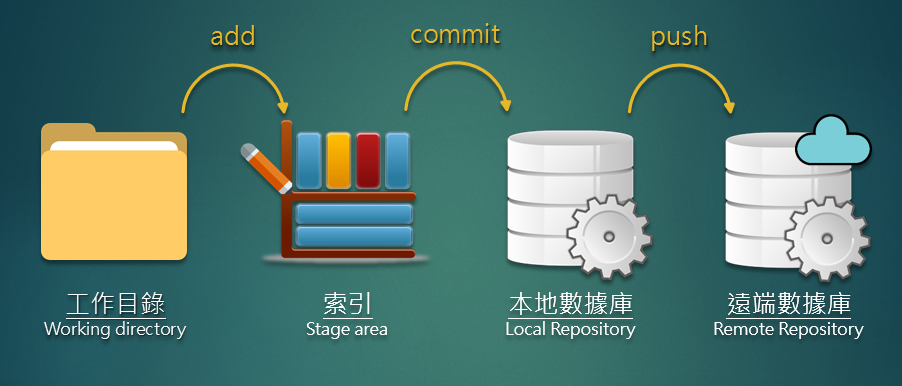 add
commit
push
工作目錄
Working directory
索引
Stage area
本地數據庫
Local Repository
遠端數據庫
Remote Repository